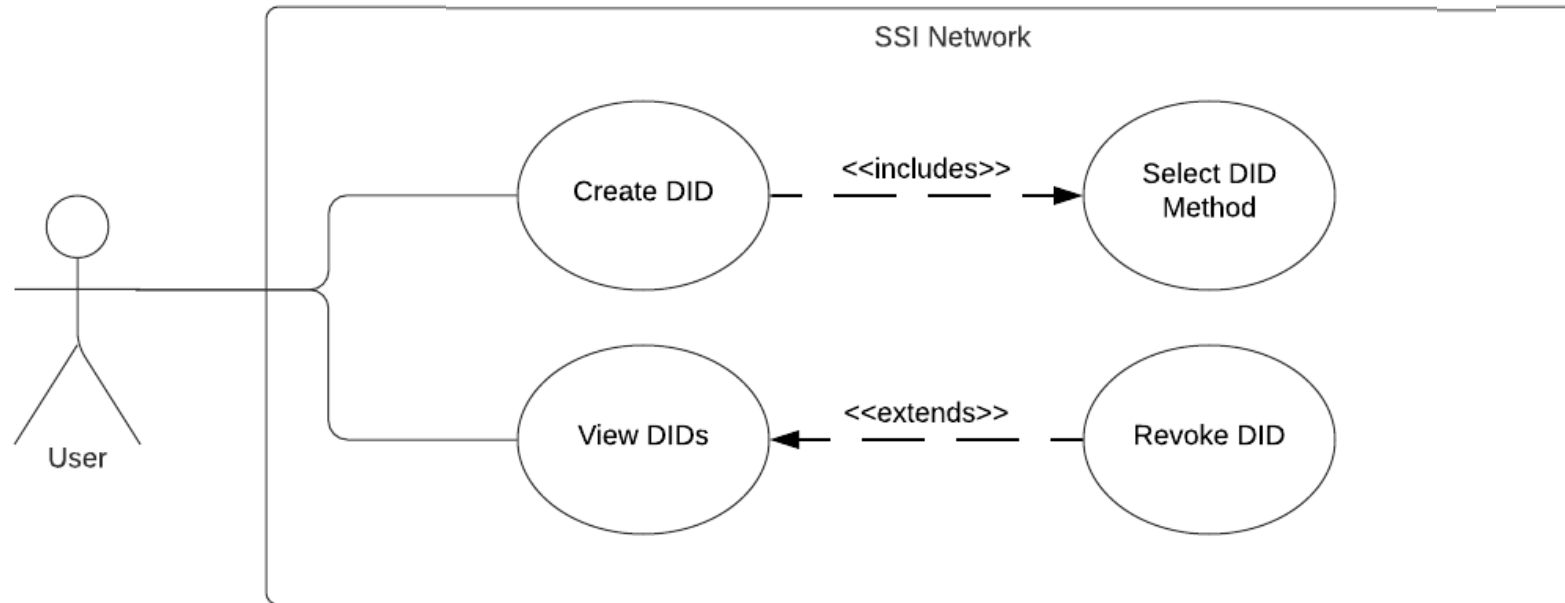 SSI Network
Create DID
<<includes>>
Select DID
Method
User
View DIDs
<<extends>>
Revoke DID